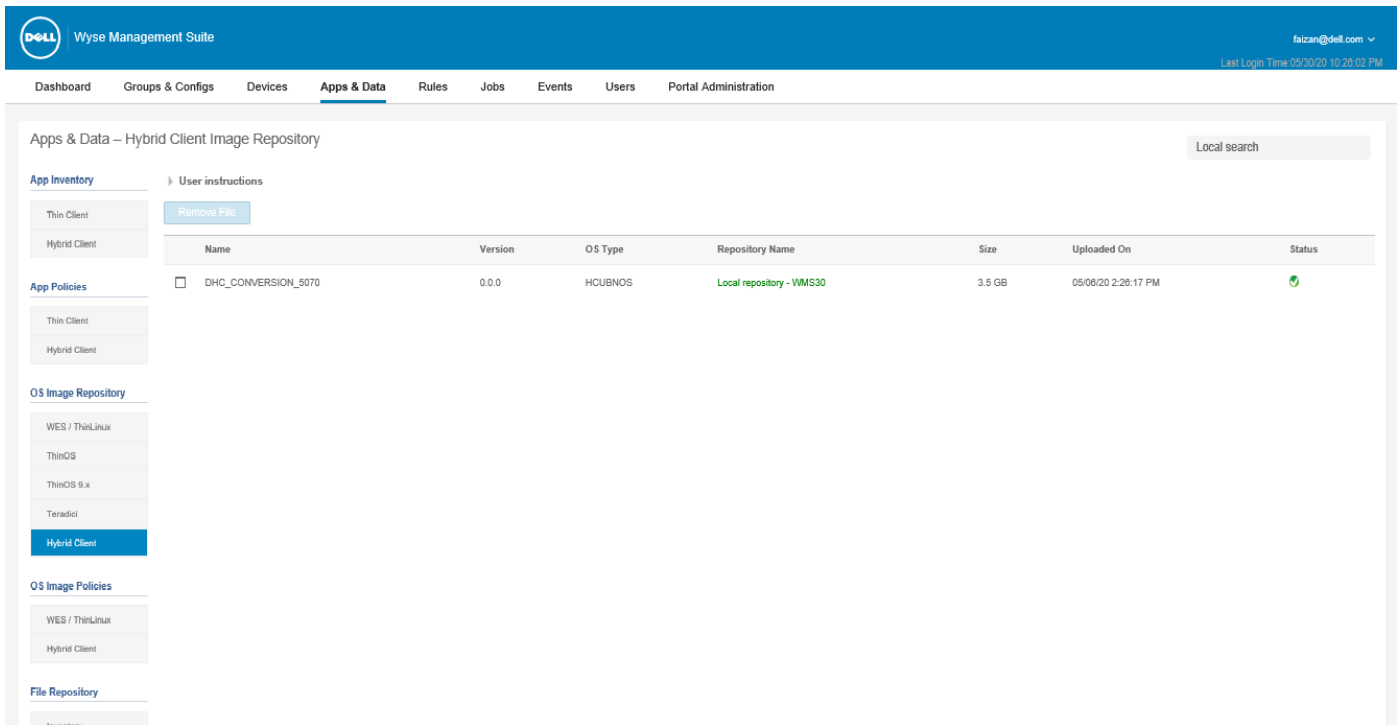 DELL Wyse Management Suite
faizan@dell.com
Last Login Time:05/30/20 10:26:02 PM
Dashboard Groups & Configs Devices Apps & Data Rules Jobs Events Users Portal Administration
Apps & Data – Hybrid Client Image Repository
Local search
App Inventory
Thin Client
Hybrid Client
App Policies
Thin Client
Hybrid Client
OS Image Repository
WES / ThinLinux
ThinOS
ThinOS 9.x
Teradici
Hybrid Client
OS Image Policies
WES / ThinLinux
Hybrid Client
File Repository
User instructions
Remove File
Name Version OS Type Repository Name Size Uploaded On Status
DHC_CONVERSION_5070 0.0.0 HCUBNOS Local repository - WMS30 3.5 GB 05/06/20 2:26:17 PM